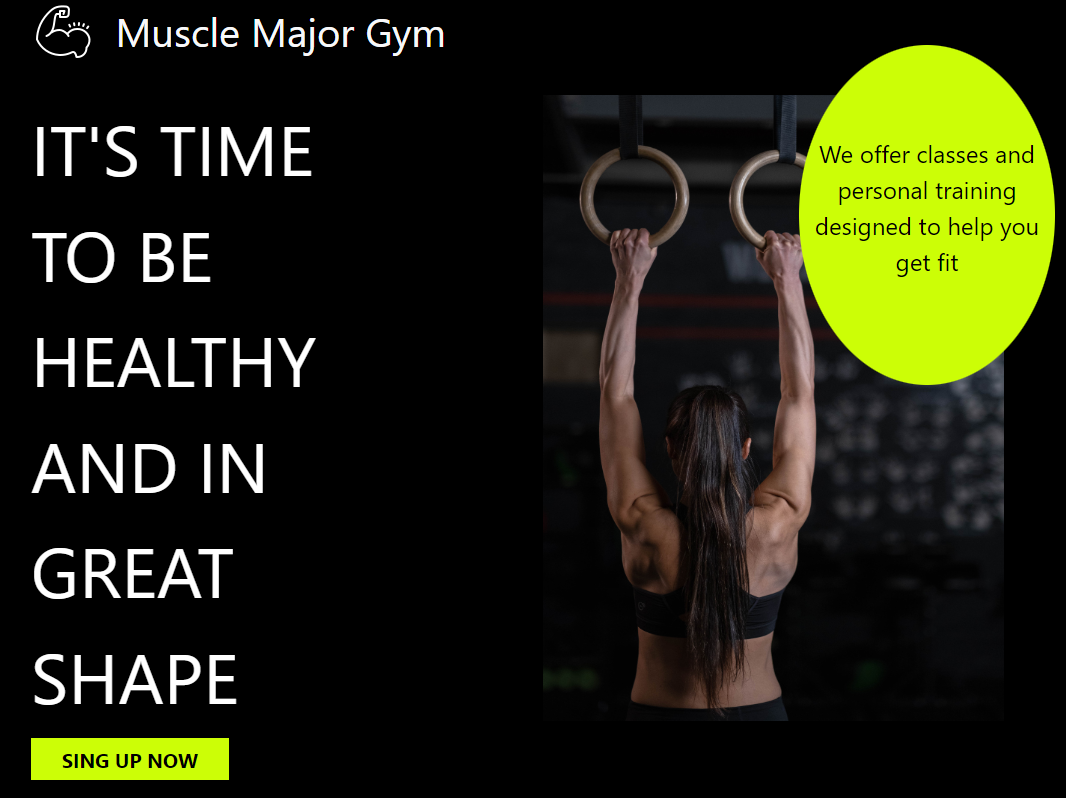 Muscle Major Gym
IT'S TIME
TO BE
HEALTHY
AND IN
GREAT
SHAPE
SING UP NOW
We offer classes and
personal training
designed to help you
get fit